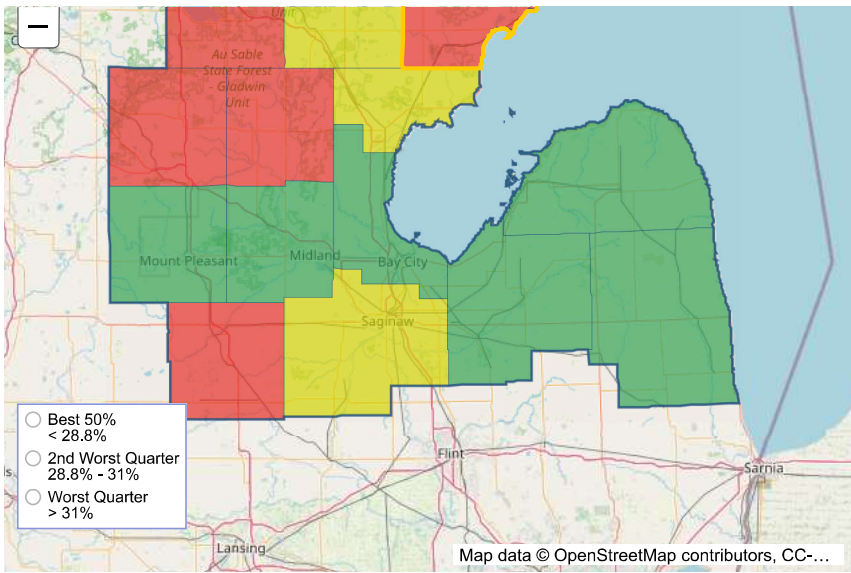 Unit
Au Sable
State Forest
- Gladwin
Unit
Mount Pleasant
Midland
Bay City
Saginaw
Best 50%
< 28.8%
2nd Worst Quarter
28.8% - 31%
Worst Quarter
> 31%
Flint
Sarnia
Lansing
Map data © OpenStreetMap contributors, CC-…